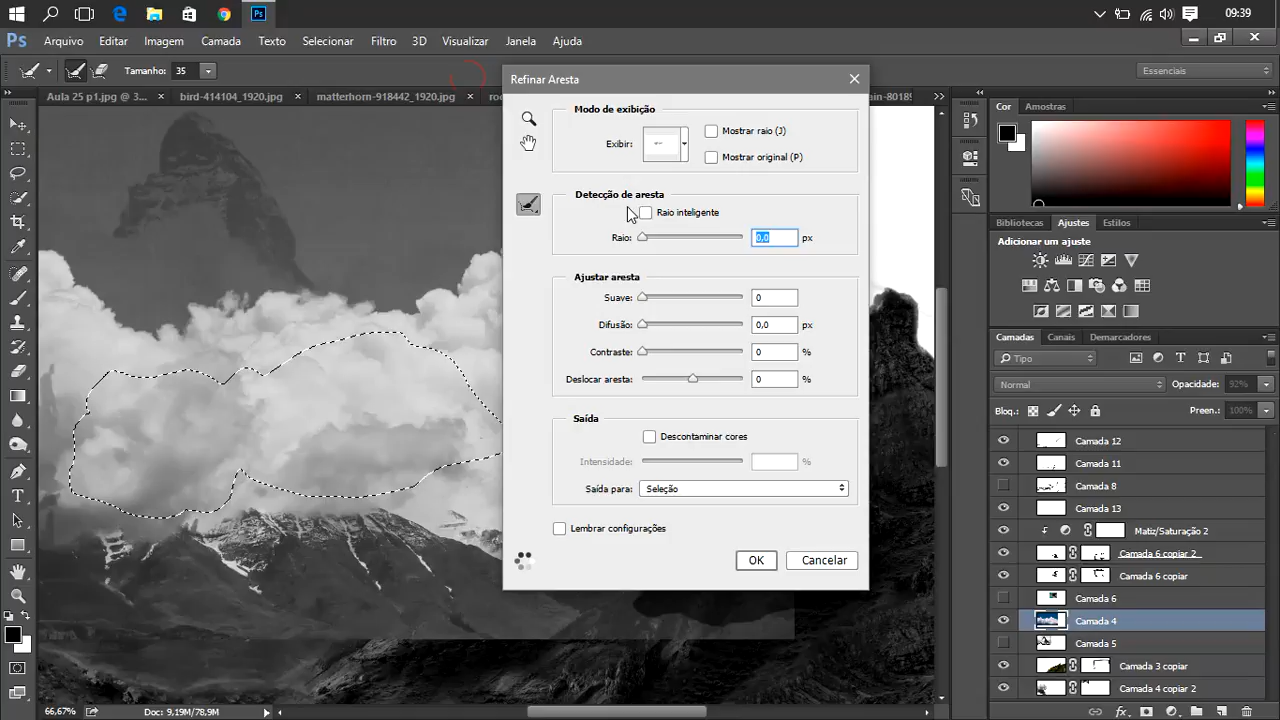 09:39
Ps Arquivo Editar Imagem Camada Texto Selecionar Filtro 3D Visualizar Janela Ajuda
Tamanho: 35
Essenciais
Aula 25 p1.jpg @ 3... × bird-414104_1920.jpg × matterhorn-918442_1920.jpg ×
Refinar Aresta
Modo de exibição
Exibir:
Mostrar raio (J)
Mostrar original (P)
Detecção de aresta
Raio inteligente
Raio: 0,0 px
Ajustar aresta
Suave: 0
Difusão: 0,0 px
Contraste: 0 %
Deslocar aresta: 0 %
Saída
Descontaminar cores
Intensidade: %
Saída para: Seleção
Lembrar configurações
OK Cancelar
Cor Amostras
Bibliotecas Ajustes Estilos
Adicionar um ajuste
Camadas Canais Demarcadores
Tipo
Normal Opacidade: 92%
Bloq.: Preen.: 100%
Camada 12
Camada 11
Camada 8
Camada 13
Matiz/Saturação 2
Camada 6 copiar 2
Camada 6 copiar
Camada 6
Camada 4
Camada 5
Camada 3 copiar
Camada 4 copiar 2
66,67% Doc: 9,19M/78,9M